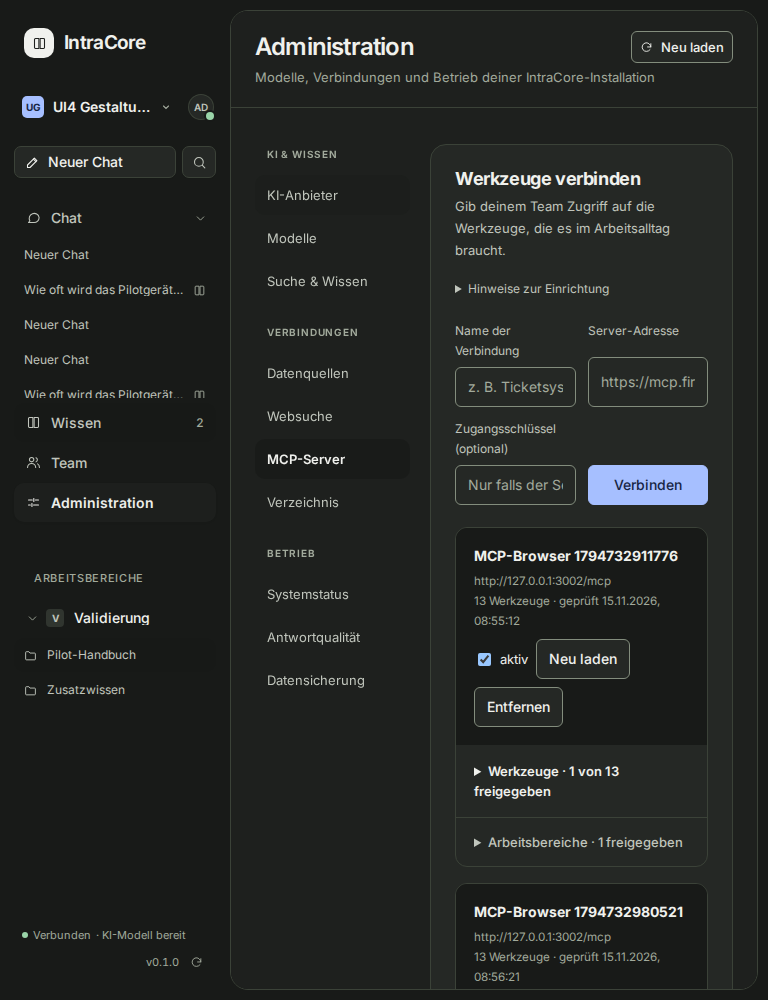 IntraCore
UG UI4 Gestaltu... AD
Neuer Chat
Chat
Neuer Chat
Wie oft wird das Pilotgerät...
Neuer Chat
Neuer Chat
Wie oft wird das Pilotgerät...
Wissen 2
Team
Administration
ARBEITSBEREICHE
V Validierung
Pilot-Handbuch
Zusatzwissen
Verbunden · KI-Modell bereit
v0.1.0
Administration
Neu laden
Modelle, Verbindungen und Betrieb deiner IntraCore-Installation
KI & WISSEN
KI-Anbieter
Modelle
Suche & Wissen
VERBINDUNGEN
Datenquellen
Websuche
MCP-Server
Verzeichnis
BETRIEB
Systemstatus
Antwortqualität
Datensicherung
Werkzeuge verbinden
Gib deinem Team Zugriff auf die
Werkzeuge, die es im Arbeitsalltag
braucht.
Hinweise zur Einrichtung
Name der
Verbindung
z. B. Ticketsys
Server-Adresse
https://mcp.fir
Zugangsschlüssel
(optional)
Nur falls der Se
Verbinden
MCP-Browser 1794732911776
http://127.0.0.1:3002/mcp
13 Werkzeuge · geprüft 15.11.2026,
08:55:12
aktiv
Neu laden
Entfernen
Werkzeuge · 1 von 13
freigegeben
Arbeitsbereiche · 1 freigegeben
MCP-Browser 1794732980521
http://127.0.0.1:3002/mcp
13 Werkzeuge · geprüft 15.11.2026,
08:56:21